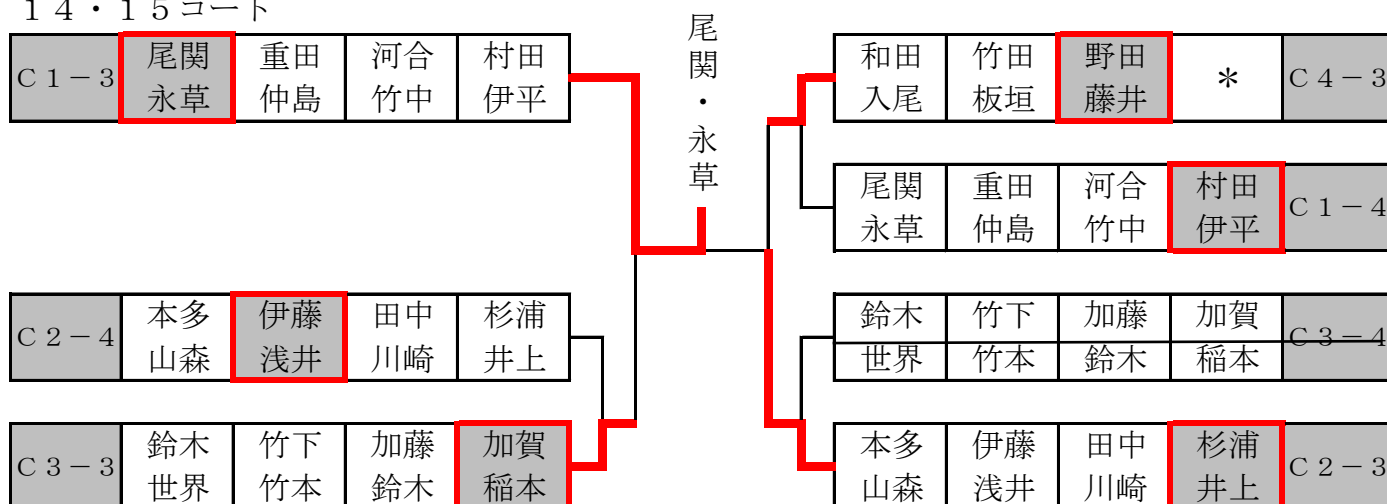 １４・１５コート
尾関・永草
Ｃ１－３ 尾関 重田 河合 村田
永草 仲島 竹中 伊平
和田 竹田 野田 ＊ Ｃ４－３
入尾 板垣 藤井
尾関 重田 河合 村田 Ｃ１－４
永草 仲島 竹中 伊平
Ｃ２－４ 本多 伊藤 田中 杉浦
山森 浅井 川崎 井上
鈴木 竹下 加藤 加賀 Ｃ３－４
世界 竹本 鈴木 稲本
Ｃ３－３ 鈴木 竹下 加藤 加賀
世界 竹本 鈴木 稲本
本多 伊藤 田中 杉浦 Ｃ２－３
山森 浅井 川崎 井上